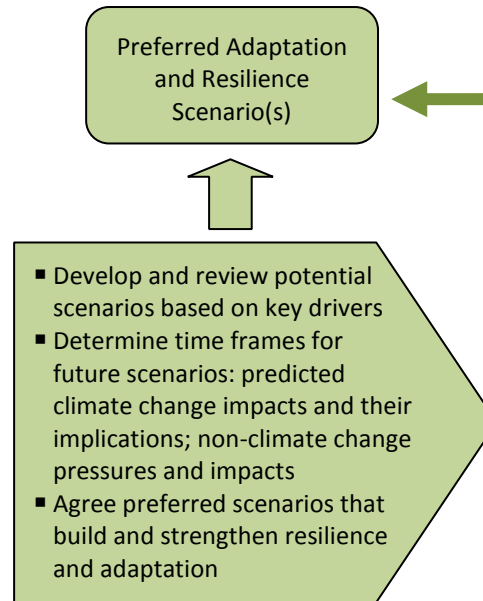 Preferred Adaptation
and Resilience
Scenario(s)
▪ Develop and review potential
scenarios based on key drivers
▪ Determine time frames for
future scenarios: predicted
climate change impacts and their
implications; non-climate change
pressures and impacts
▪ Agree preferred scenarios that
build and strengthen resilience
and adaptation